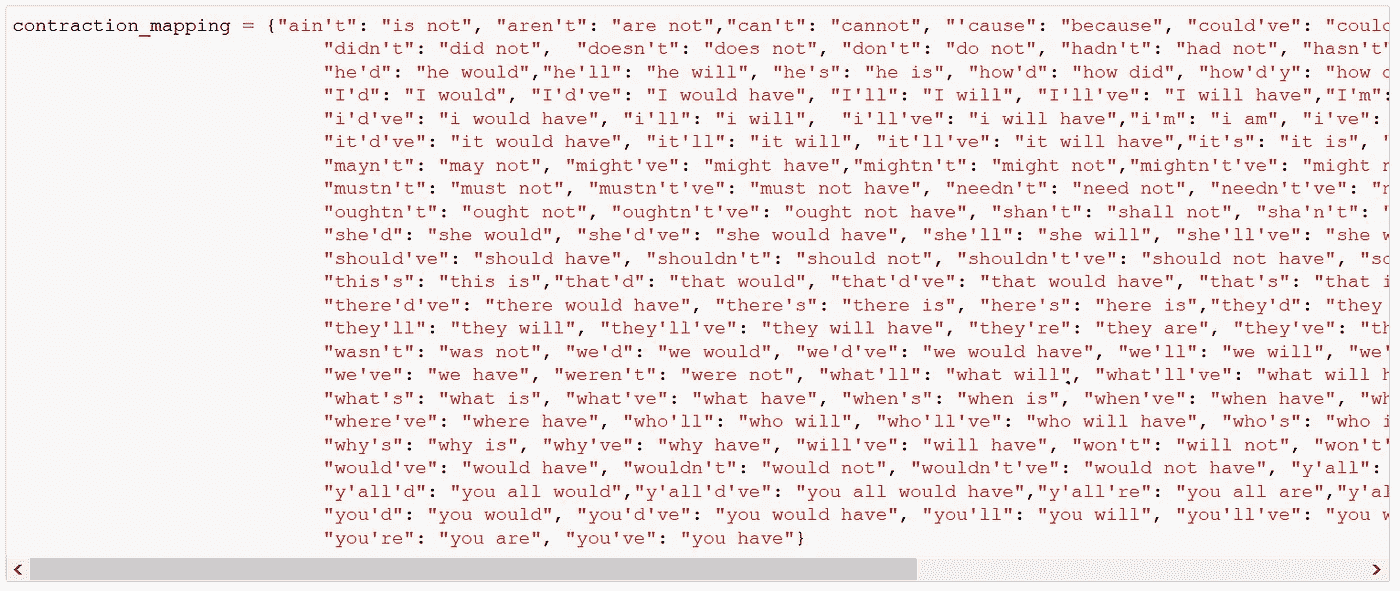 contraction_mapping = {"ain't": "is not", "aren't": "are not","can't": "cannot", "'cause": "because", "could've": "could
"didn't": "did not",  "doesn't": "does not", "don't": "do not", "hadn't": "had not", "hasn't"
"he'd": "he would","he'll": "he will", "he's": "he is", "how'd": "how did", "how'd'y": "how
"I'd": "I would", "I'd've": "I would have", "I'll": "I will", "I'll've": "I will have","I'm":
"i'd've": "i would have", "i'll": "i will",  "i'll've": "i will have","i'm": "i am", "i've":
"it'd've": "it would have", "it'll": "it will", "it'll've": "it will have","it's": "it is",
"mayn't": "may not", "might've": "might have","mightn't": "might not","mightn't've": "might
"mustn't": "must not", "mustn't've": "must not have", "needn't": "need not", "needn't've":
"oughtn't": "ought not", "oughtn't've": "ought not have", "shan't": "shall not", "sha'n't": "
"she'd": "she would", "she'd've": "she would have", "she'll": "she will", "she'll've": "she
"should've": "should have", "shouldn't": "should not", "shouldn't've": "should not have",
"this's": "this is","that'd": "that would", "that'd've": "that would have", "that's": "that
"there'd've": "there would have", "there's": "there is", "here's": "here is","they'd": "they
"they'll": "they will", "they'll've": "they will have", "they're": "they are", "they've":
"wasn't": "was not", "we'd": "we would", "we'd've": "we would have", "we'll": "we will", "we'
"we've": "we have", "weren't": "were not", "what'll": "what will", "what'll've": "what will
"what's": "what is", "what've": "what have", "when's": "when is", "when've": "when have",
"where've": "where have", "who'll": "who will", "who'll've": "who will have", "who's": "who
"why's": "why is", "why've": "why have", "will've": "will have", "won't": "will not", "won't'
"would've": "would have", "wouldn't": "would not", "wouldn't've": "would not have", "y'all":
"y'all'd": "you all would","y'all'd've": "you all would have","y'all're": "you all are",
"you'd": "you would", "you'd've": "you would have", "you'll": "you will", "you'll've": "you
"you're": "you are", "you've": "you have"}